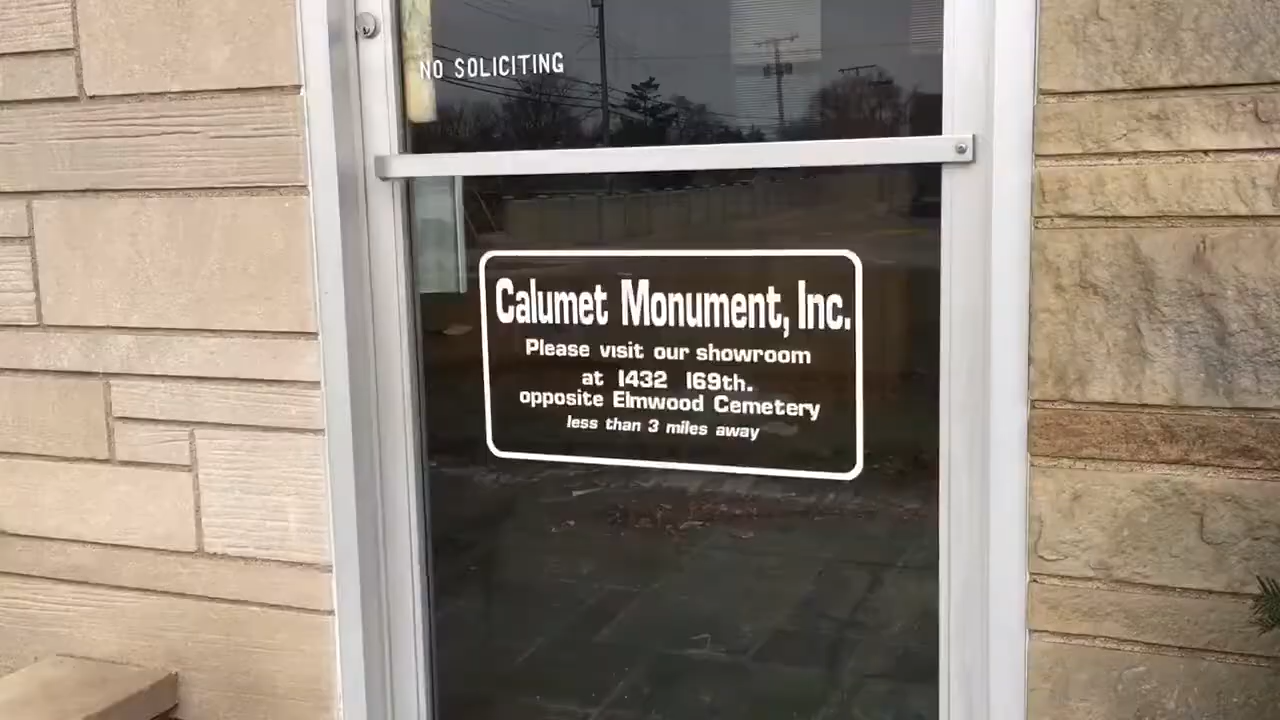 NO SOLICITING
Calumet Monument, Inc.
Please visit our showroom
at 1432 169th.
opposite Elmwood Cemetery
less than 3 miles away